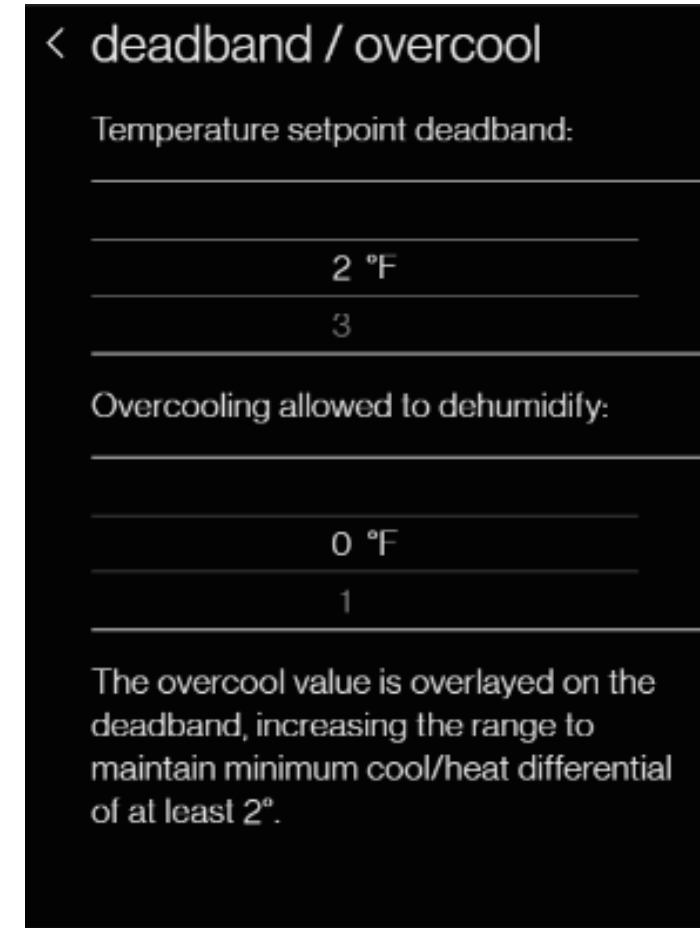 < deadband / overcool
Temperature setpoint deadband:
2 °F
3
Overcooling allowed to dehumidify:
0 °F
1
The overcool value is overlayed on the
deadband, increasing the range to
maintain minimum cool/heat differential
of at least 2°.